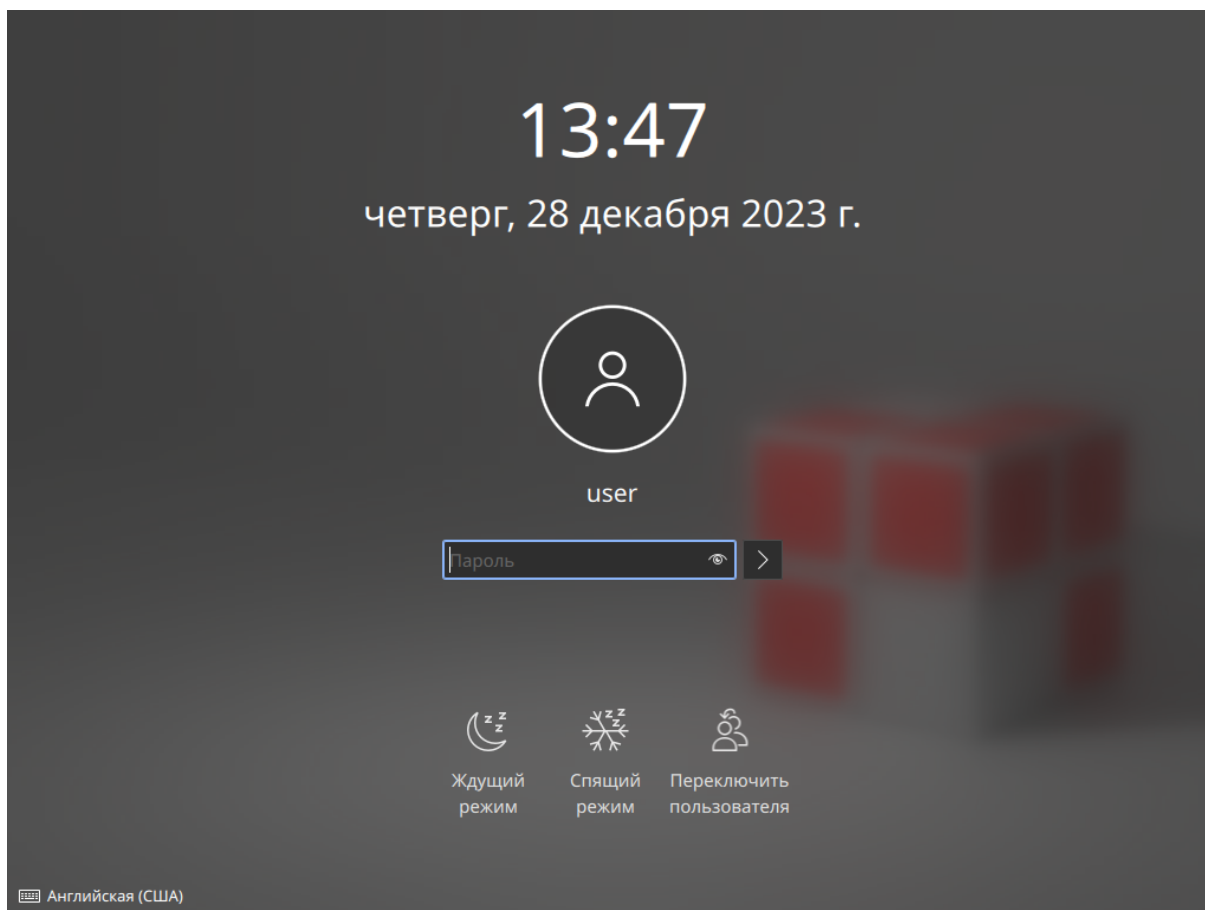 13:47
четверг, 28 декабря 2023 г.
user
Пароль
Ждущий
режим
Спящий
режим
Переключить
пользователя
Английская (США)